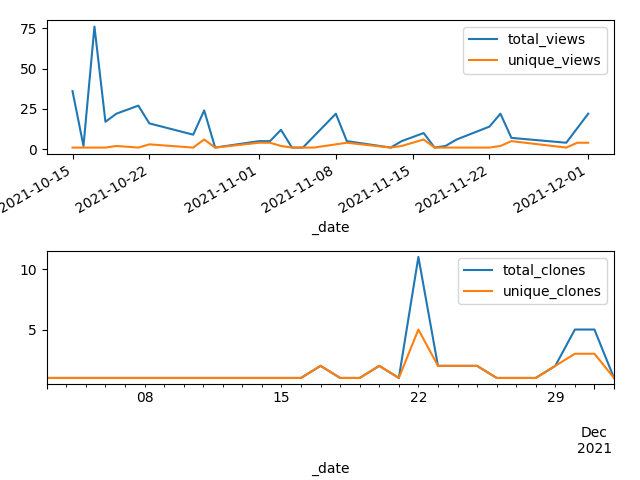 75
50
25
0
total_views
unique_views
2021-10-15
2021-10-22
2021-11-01
2021-11-08
2021-11-15
2021-11-22
2021-12-01
_date
10
5
total_clones
unique_clones
08
15
22
29
Dec
2021
_date